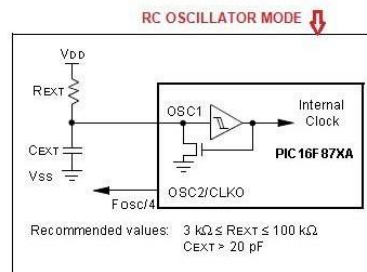 RC OSCILLATOR MODE
VDD
REXT
OSC1
Internal
Clock
CEXT
PIC16F87XA
VSS
OSC2/CLKO
FOSC/4
Recommended values: 3 kΩ ≤ REXT ≤ 100 kΩ
CEXT > 20 pF